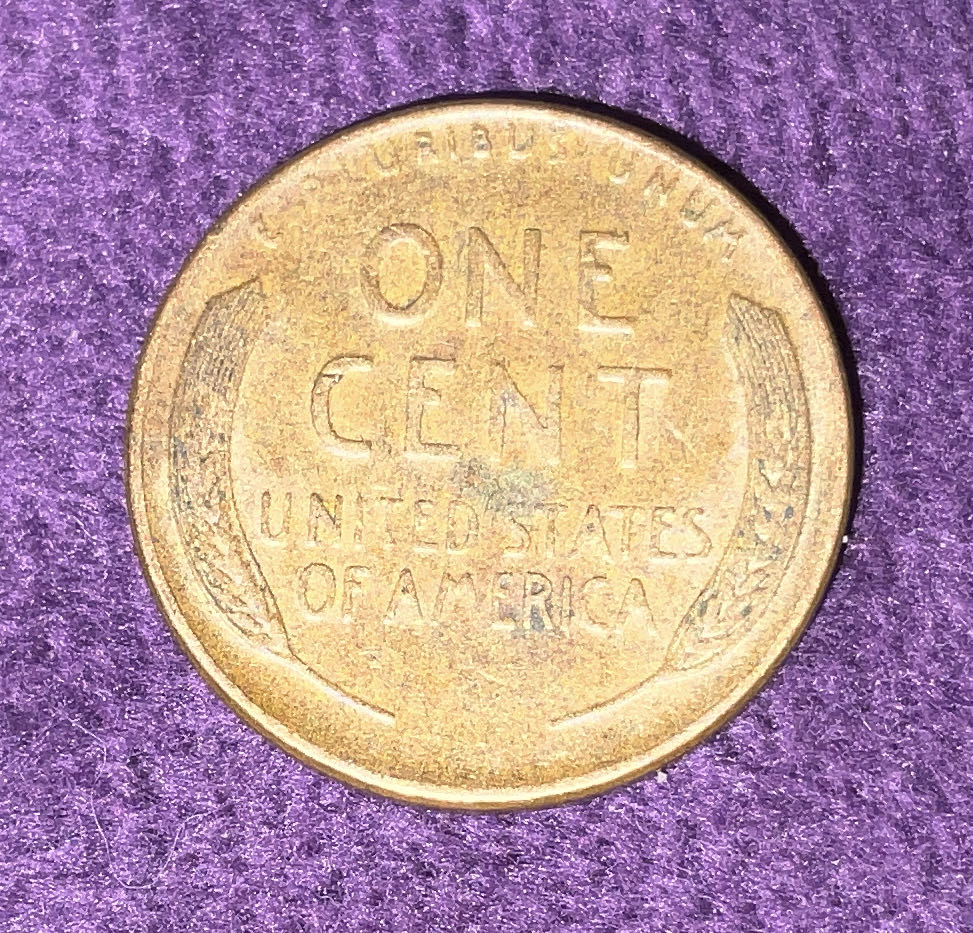 E PLURIBUS UNUM
ONE
CENT
UNITED STATES
OF AMERICA